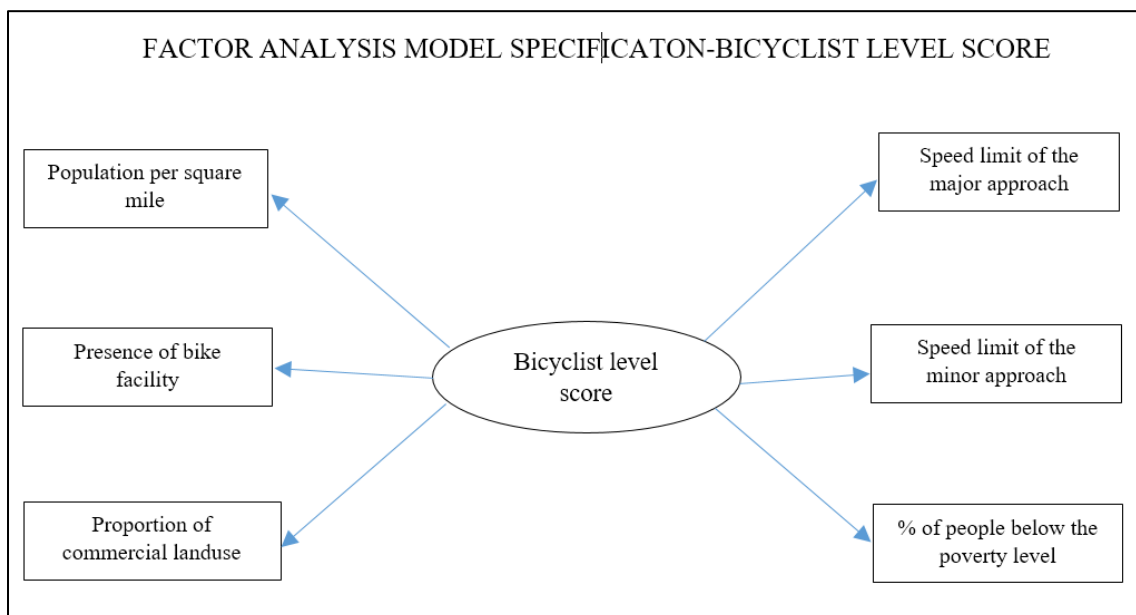 FACTOR ANALYSIS MODEL SPECIFICATON-BICYCLIST LEVEL SCORE
Population per square
mile
Speed limit of the
major approach
Presence of bike
facility
Bicyclist level
score
Speed limit of the
minor approach
Proportion of
commercial landuse
% of people below the
poverty level